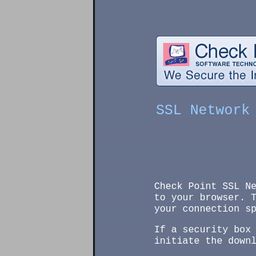 Check
SOFTWARE TECHNO
We Secure the In
SSL Network
Check Point SSL Ne
to your browser. T
your connection sp
If a security box
initiate the downl